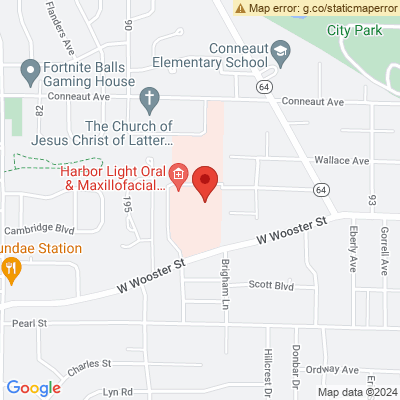 Map error: g.co/staticmaperror
City Park
Flanders Ave
90
Conneaut
Elementary School
Fortnite Balls
Gaming House
64
Conneaut Ave
Conneaut Ave
82
The Church of
Jesus Christ of Latter...
Wallace Ave
Harbor Light Oral
& Maxillofacial...
64
195
93
Cambridge Blvd
W Wooster St
undae Station
Eberly Ave
Gorrell Ave
W Wooster St
Brigham Ln
Scott Blvd
Pearl St
Charles St
Hillcrest Dr
Donbar Dr
Ordway Ave
Er
Google
Lyn Rd
Map data ©2024